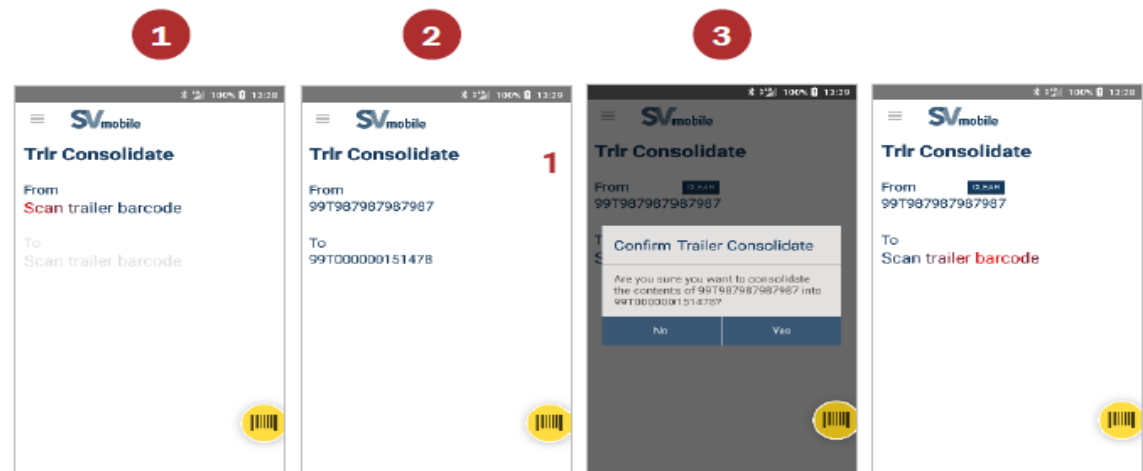 1
2
3
100% 13:28
SVmobile
Trlr Consolidate
From
Scan trailer barcode
To
Scan trailer barcode
100% 13:29
SVmobile
Trlr Consolidate
1
From
99T987987987987
To
99T000000151478
100% 13:29
SVmobile
Trlr Consolidate
From CLEAR
99T987987987987
T
S
Confirm Trailer Consolidate
Are you sure you want to consolidate
the contents of 99T987987987987 into
99T000000151478?
No Yes
100% 13:28
SVmobile
Trlr Consolidate
From CLEAR
99T987987987987
To
Scan trailer barcode